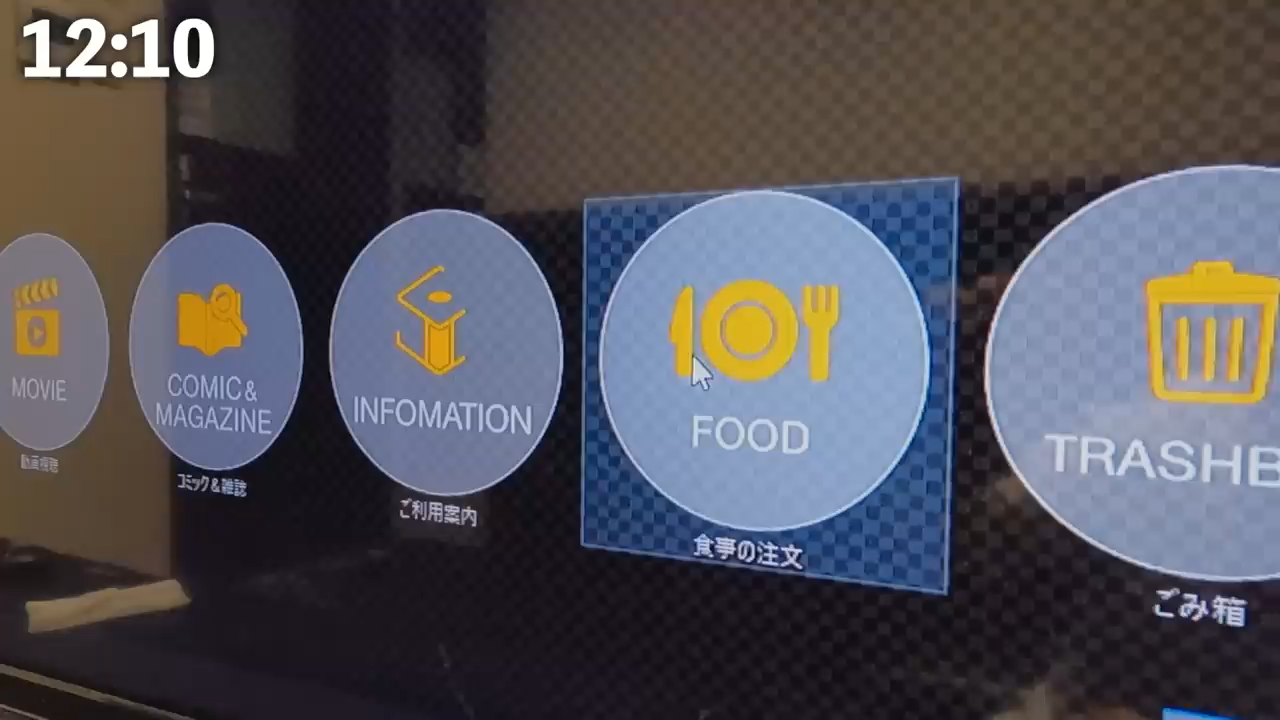 12:10
MOVIE
動画視聴
COMIC&
MAGAZINE
コミック&雑誌
INFOMATION
ご利用案内
FOOD
食事の注文
TRASHB
ごみ箱